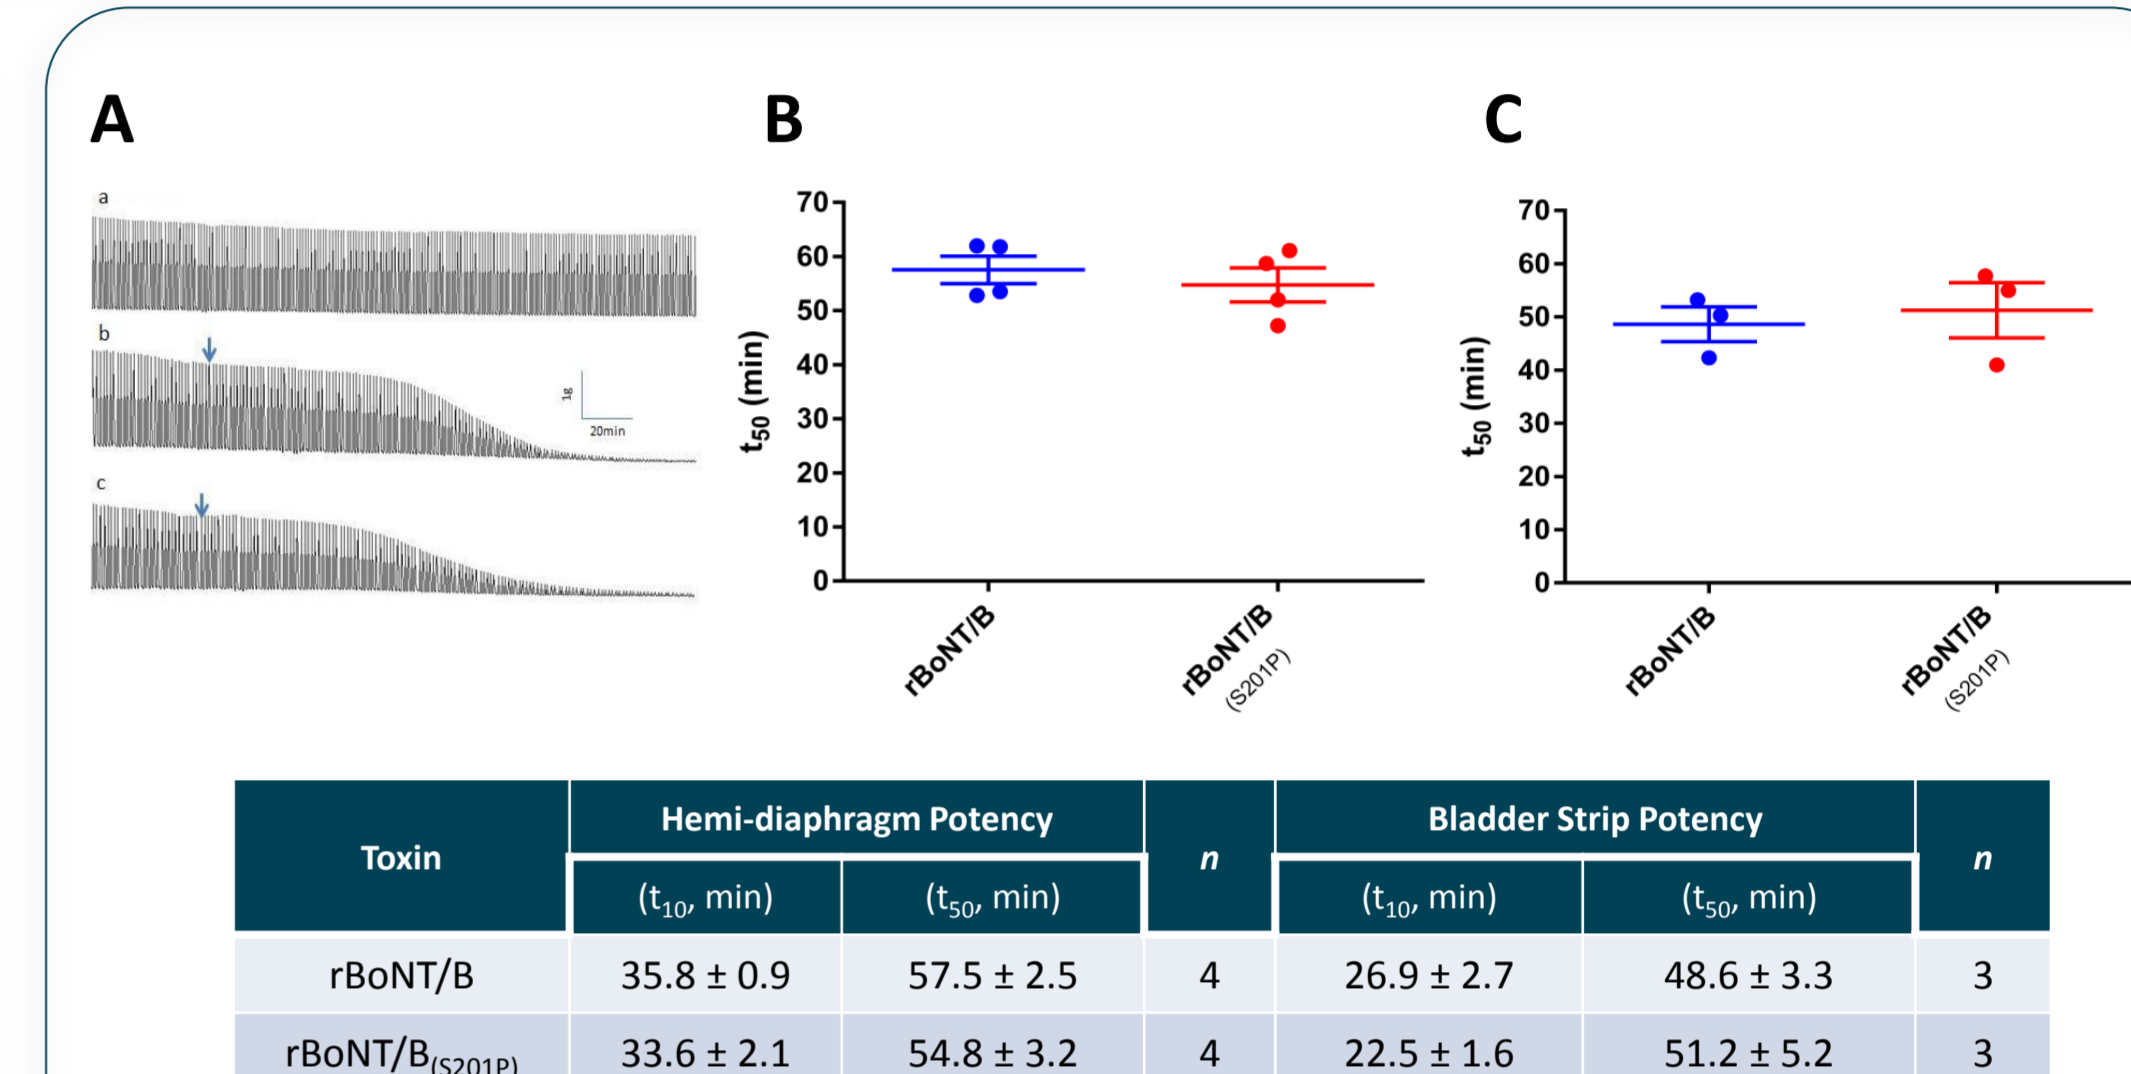 A
B
C
a
b
c
1g
20min
t50 (min)
70
60
50
40
30
20
10
0
rBoNT/B
rBoNT/B
(S201P)
t50 (min)
70
60
50
40
30
20
10
0
rBoNT/B
rBoNT/B
(S201P)
Toxin Hemi-diaphragm Potency n Bladder Strip Potency n
(t10, min) (t50, min) (t10, min) (t50, min)
rBoNT/B 35.8 ± 0.9 57.5 ± 2.5 4 26.9 ± 2.7 48.6 ± 3.3 3
rBoNT/B(S201P) 33.6 ± 2.1 54.8 ± 3.2 4 22.5 ± 1.6 51.2 ± 5.2 3